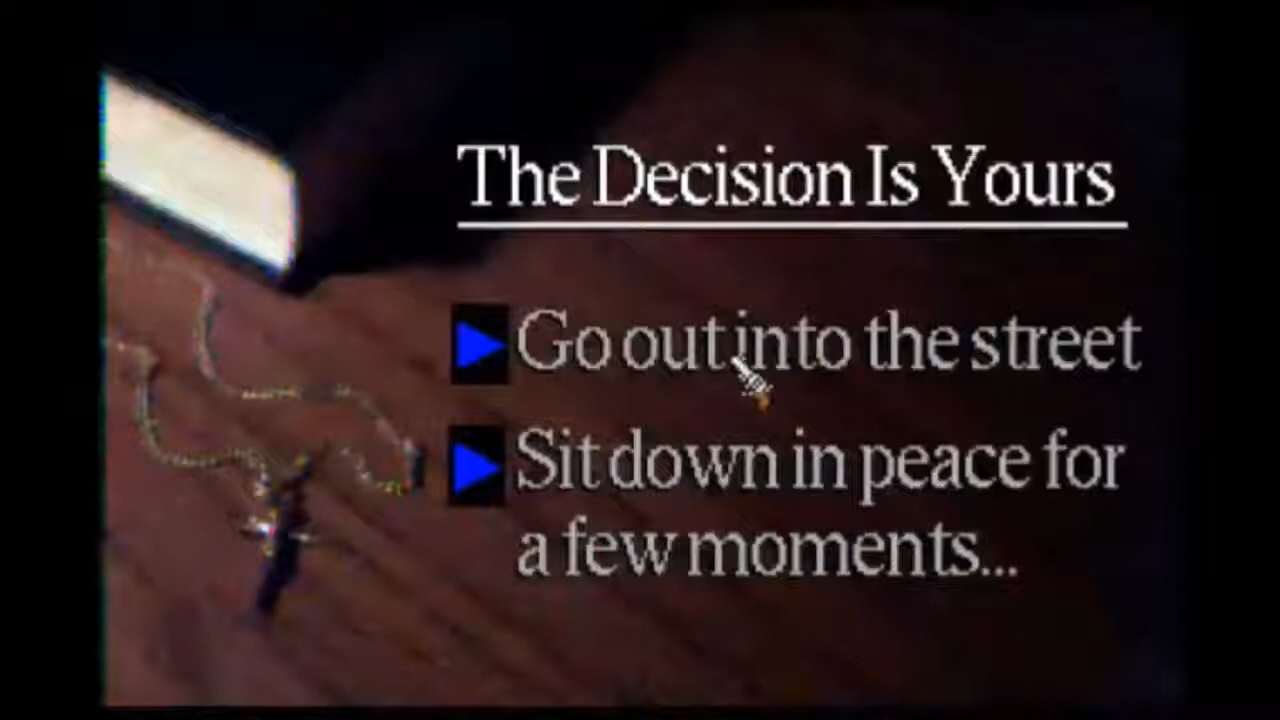 The Decision Is Yours
Go out into the street
Sit down in peace for
a few moments...